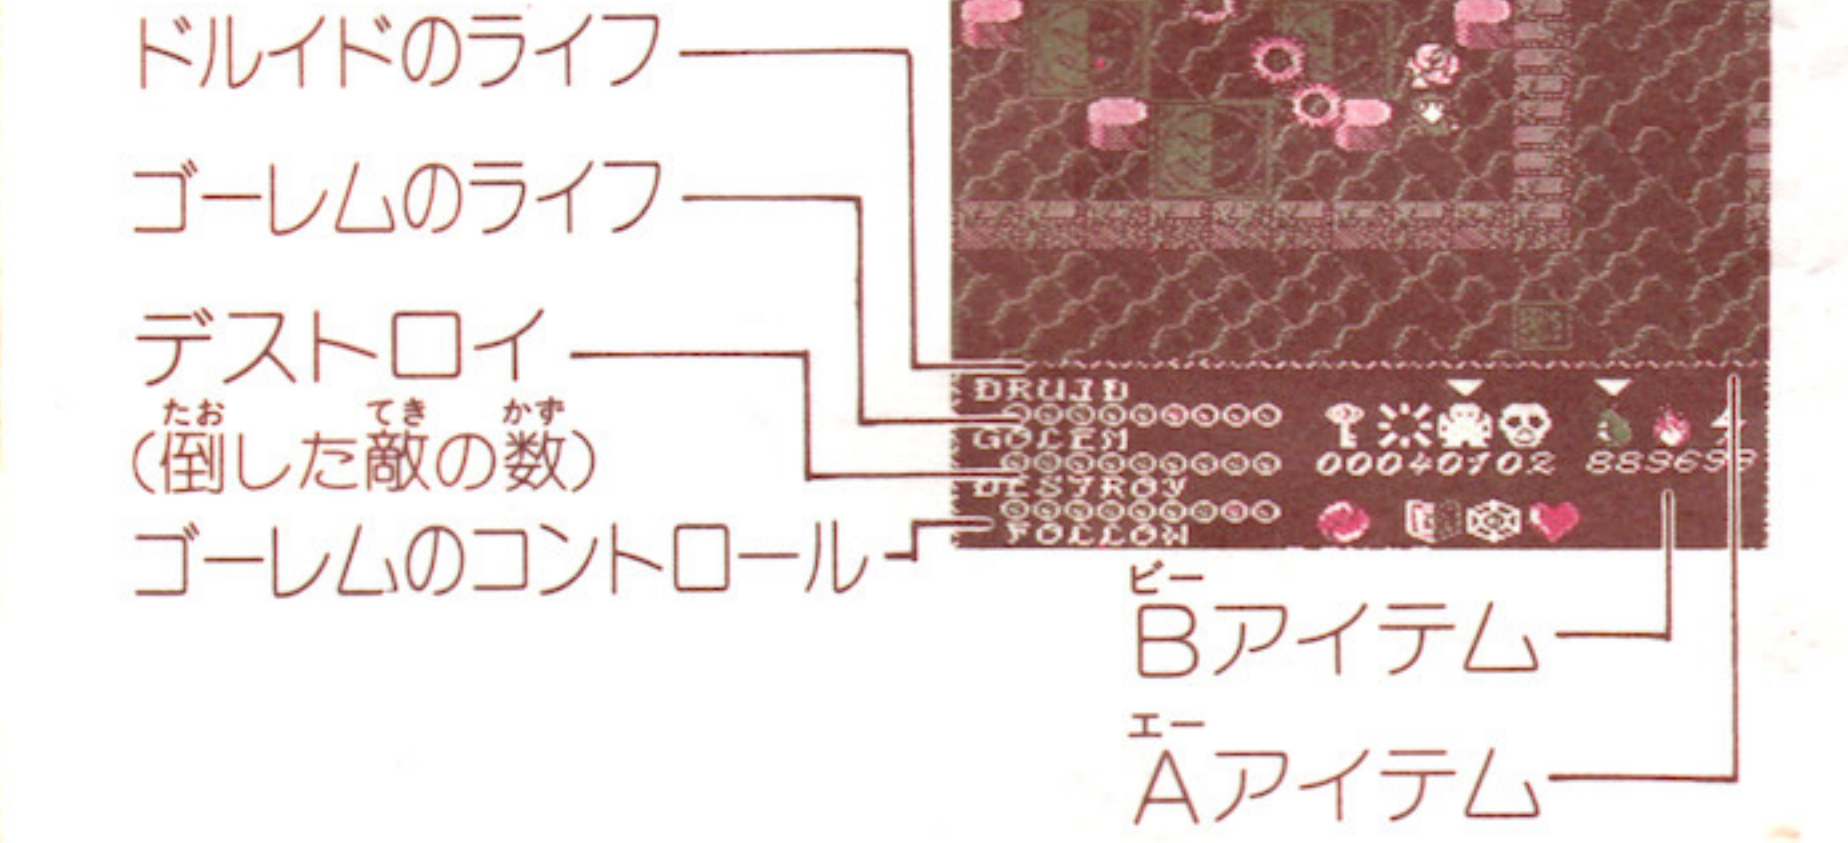 ドルイドのライフ
ゴーレムのライフ
デストロイ
たお てき かず
(倒した敵の数)
ゴーレムのコントロール
DRUID
GOLEM
00040102 889699
DESTROY
FOLLOW
ビー
Bアイテム
エー
Aアイテム